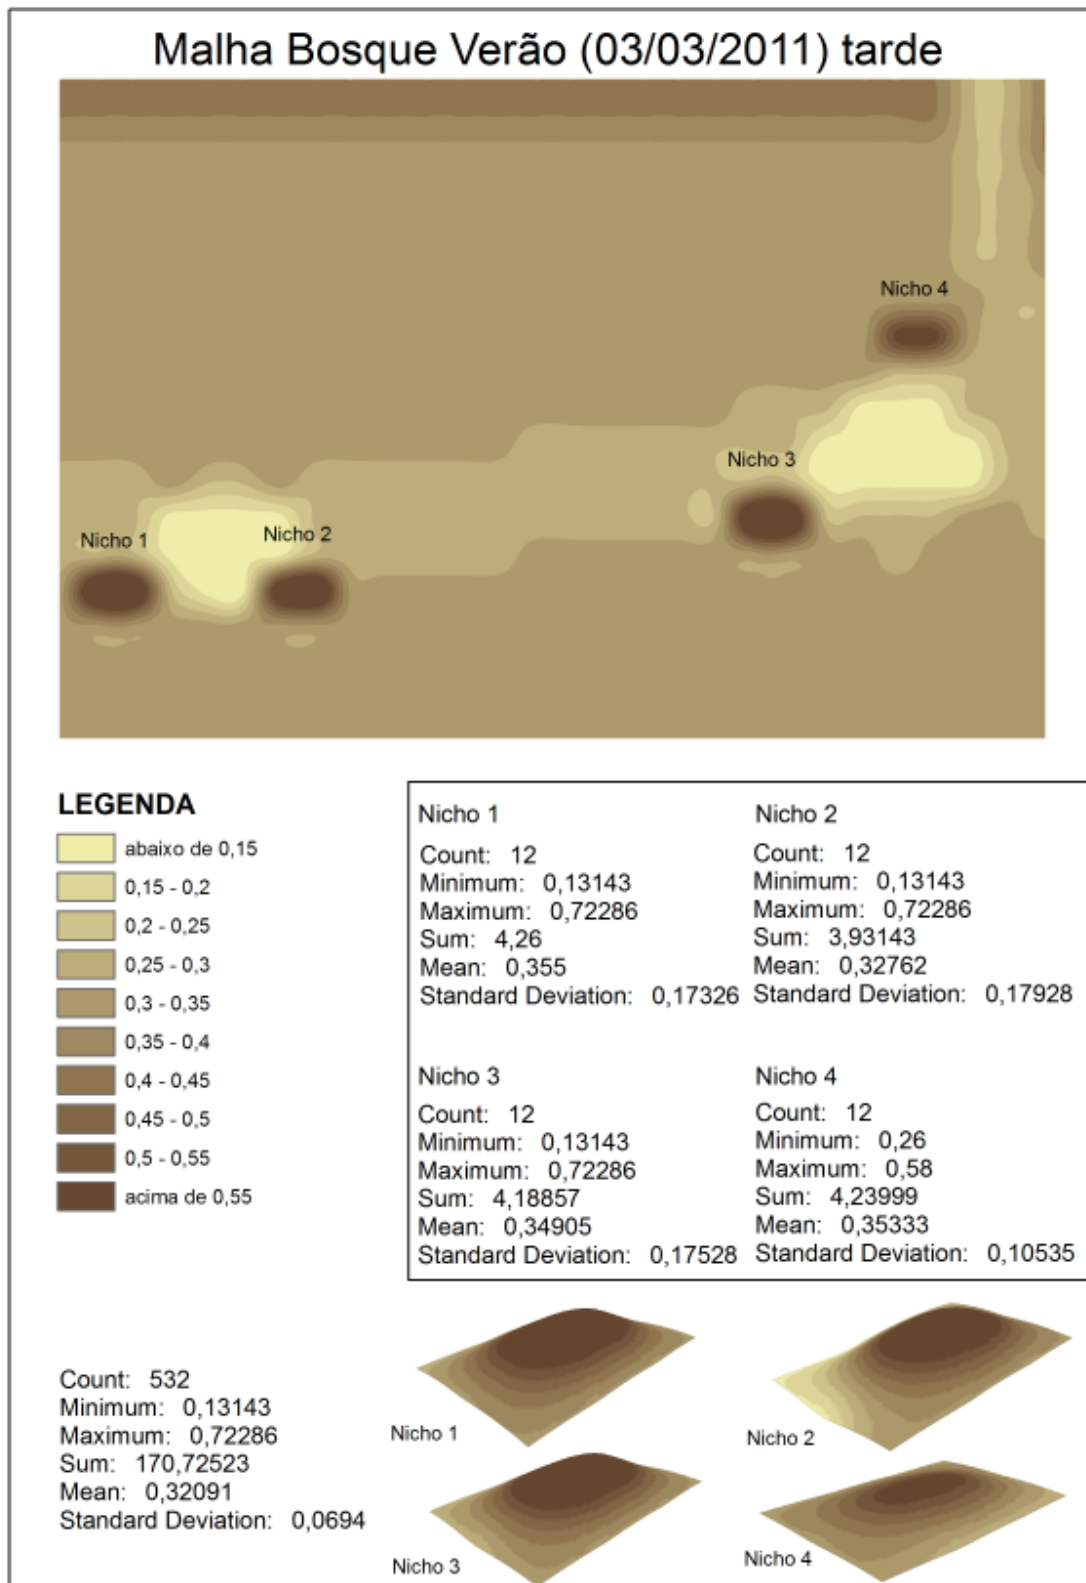 Malha Bosque Verão (03/03/2011) tarde
Nicho 4
Nicho 3
Nicho 1
Nicho 2
LEGENDA
abaixo de 0,15
0,15 - 0,2
0,2 - 0,25
0,25 - 0,3
0,3 - 0,35
0,35 - 0,4
0,4 - 0,45
0,45 - 0,5
0,5 - 0,55
acima de 0,55
Nicho 1
Count: 12
Minimum: 0,13143
Maximum: 0,72286
Sum: 4,26
Mean: 0,355
Standard Deviation: 0,17326
Nicho 2
Count: 12
Minimum: 0,13143
Maximum: 0,72286
Sum: 3,93143
Mean: 0,32762
Standard Deviation: 0,17928
Nicho 3
Count: 12
Minimum: 0,13143
Maximum: 0,72286
Sum: 4,18857
Mean: 0,34905
Standard Deviation: 0,17528
Nicho 4
Count: 12
Minimum: 0,26
Maximum: 0,58
Sum: 4,23999
Mean: 0,35333
Standard Deviation: 0,10535
Count: 532
Minimum: 0,13143
Maximum: 0,72286
Sum: 170,72523
Mean: 0,32091
Standard Deviation: 0,0694
Nicho 1
Nicho 2
Nicho 3
Nicho 4